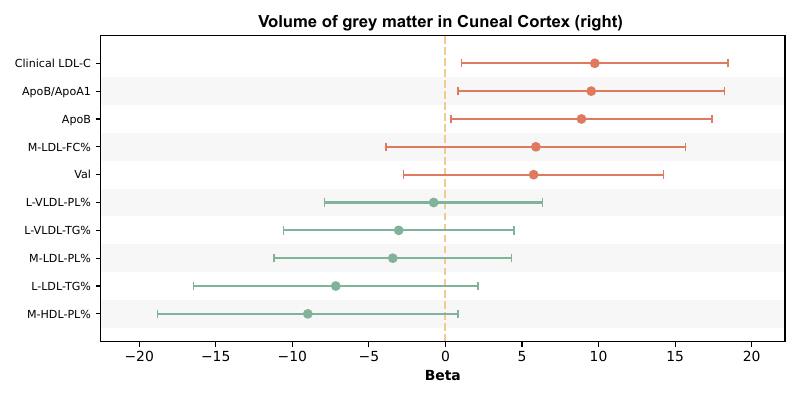 Volume of grey matter in Cuneal Cortex (right)
Clinical LDL-C
ApoB/ApoA1
ApoB
M-LDL-FC%
Val
L-VLDL-PL%
L-VLDL-TG%
M-LDL-PL%
L-LDL-TG%
M-HDL-PL%
−20 −15 −10 −5 0 5 10 15 20
Beta